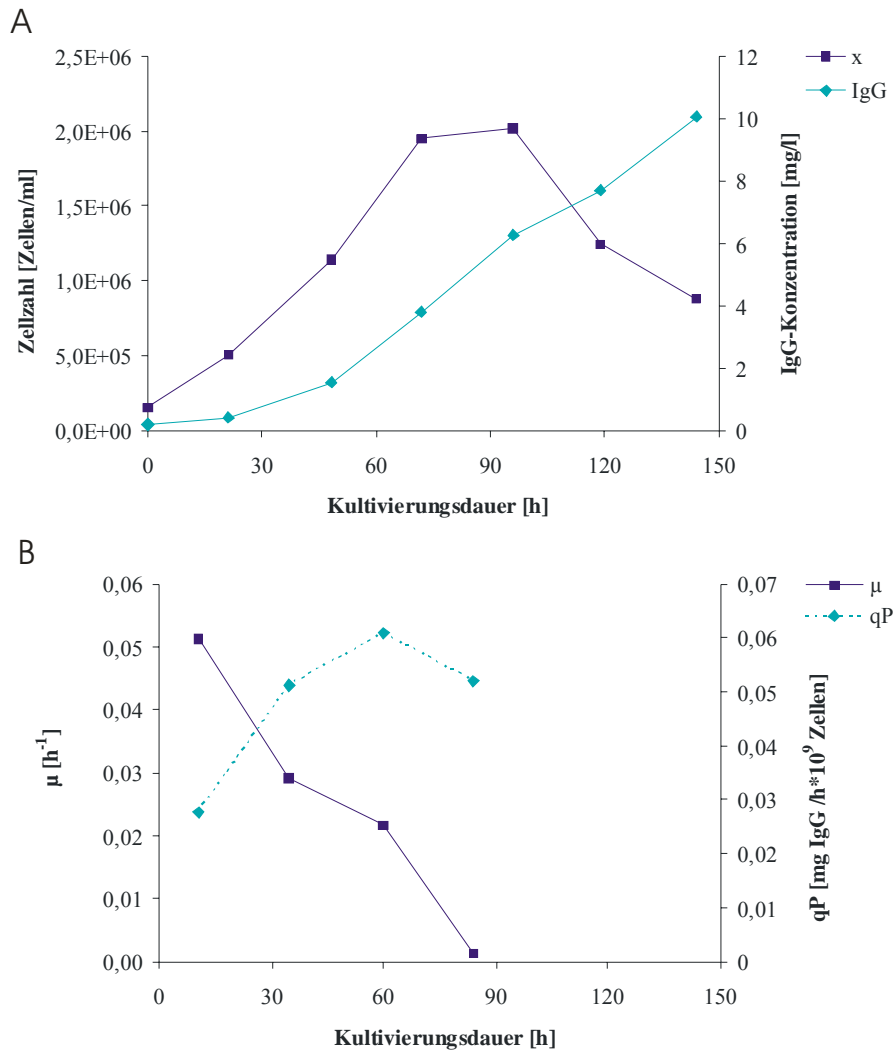 A
2,5E+06
2,0E+06
1,5E+06
1,0E+06
5,0E+05
0,0E+00
Zellzahl [Zellen/ml]
12
10
8
6
4
2
0
IgG-Konzentration [mg/l]
x
IgG
0 30 60 90 120 150
Kultivierungsdauer [h]
B
0,06
0,05
0,04
0,03
0,02
0,01
0,00
µ [h-1]
0,07
0,06
0,05
0,04
0,03
0,02
0,01
0
qP [mg IgG /h*10⁹ Zellen]
µ
qP
0 30 60 90 120 150
Kultivierungsdauer [h]